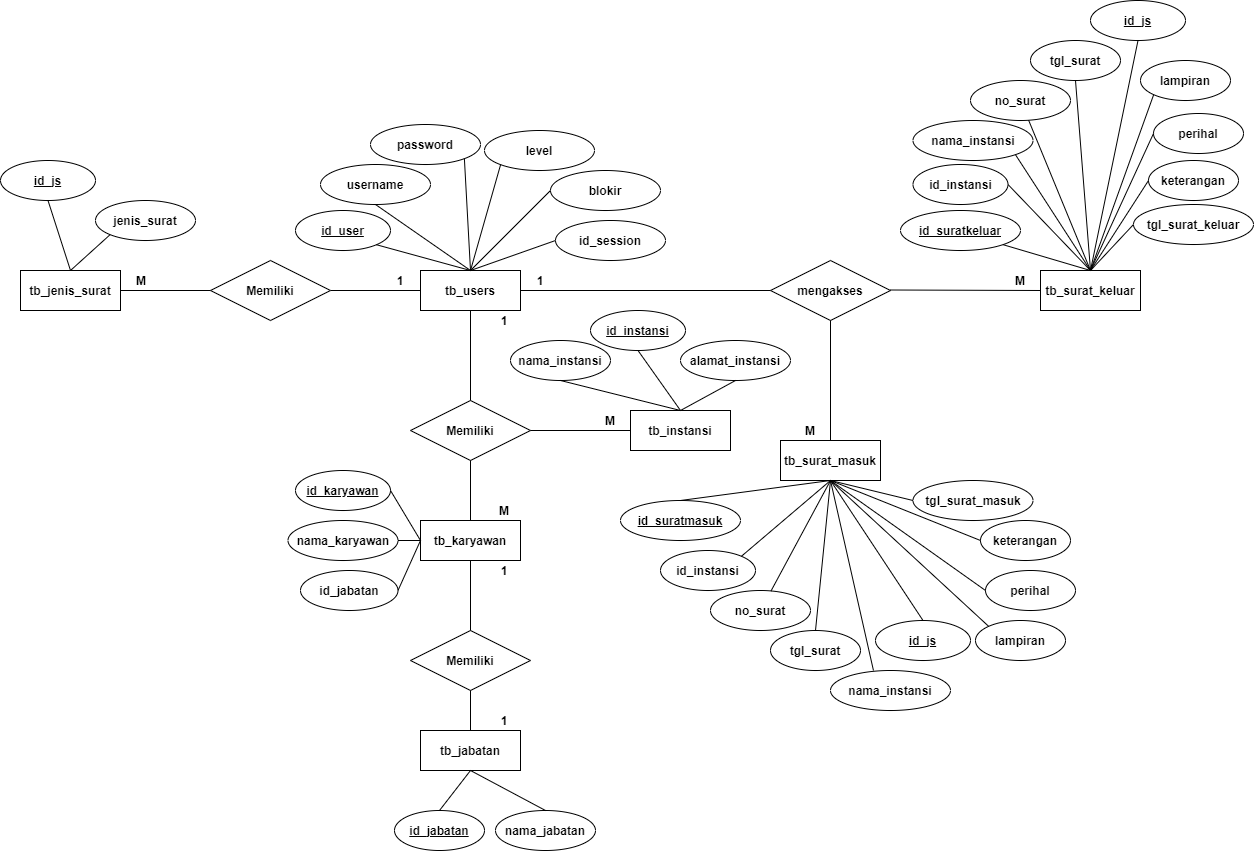 id_js
tgl_surat
lampiran
no_surat
perihal
nama_instansi
password
level
id_js
keterangan
username
blokir
id_instansi
jenis_surat
tgl_surat_keluar
id_user
id_session
id_suratkeluar
tb_jenis_surat
M
Memiliki
1
tb_users
1
mengakses
M
tb_surat_keluar
1
id_instansi
nama_instansi
alamat_instansi
Memiliki
M
tb_instansi
M
tb_surat_masuk
id_karyawan
M
id_suratmasuk
tgl_surat_masuk
nama_karyawan
tb_karyawan
keterangan
1
id_instansi
id_jabatan
perihal
no_surat
id_js
lampiran
tgl_surat
Memiliki
nama_instansi
1
tb_jabatan
id_jabatan
nama_jabatan